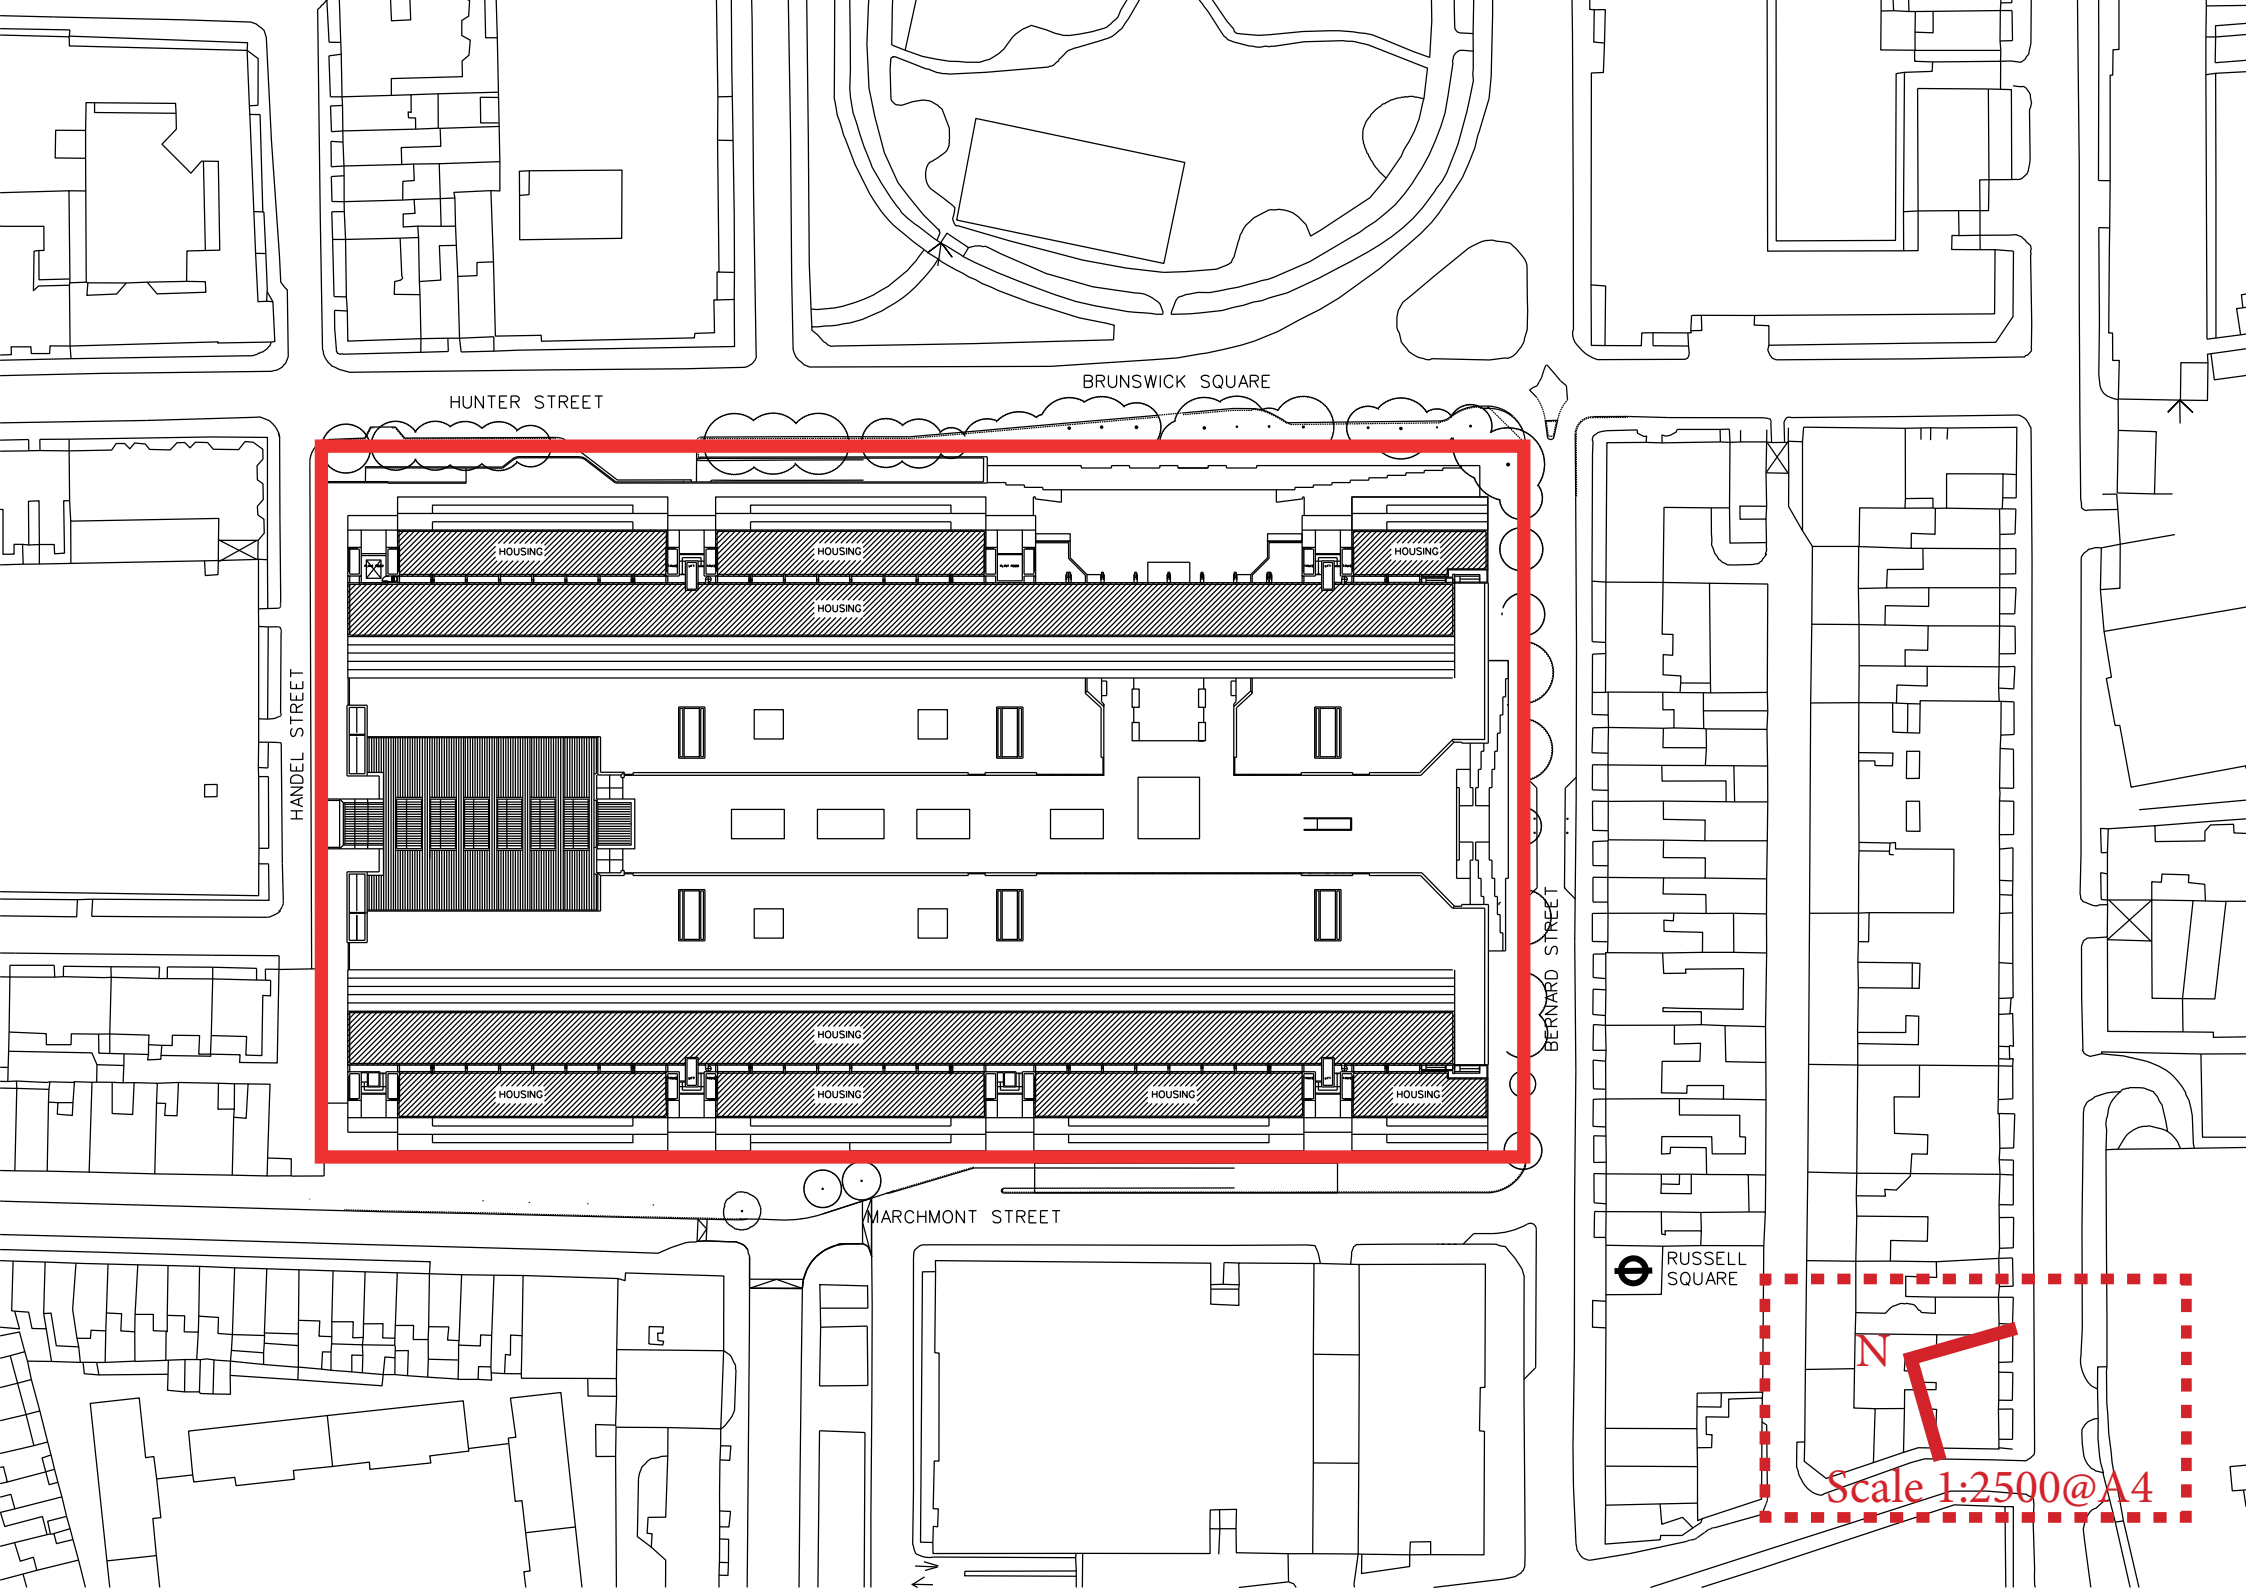 BRUNSWICK SQUARE
HUNTER STREET
HOUSING
HOUSING
HOUSING
HOUSING
HANDEL STREET
BERNARD STREET
HOUSING
HOUSING
HOUSING
HOUSING
HOUSING
MARCHMONT STREET
RUSSELL
SQUARE
N
Scale 1:2500@A4